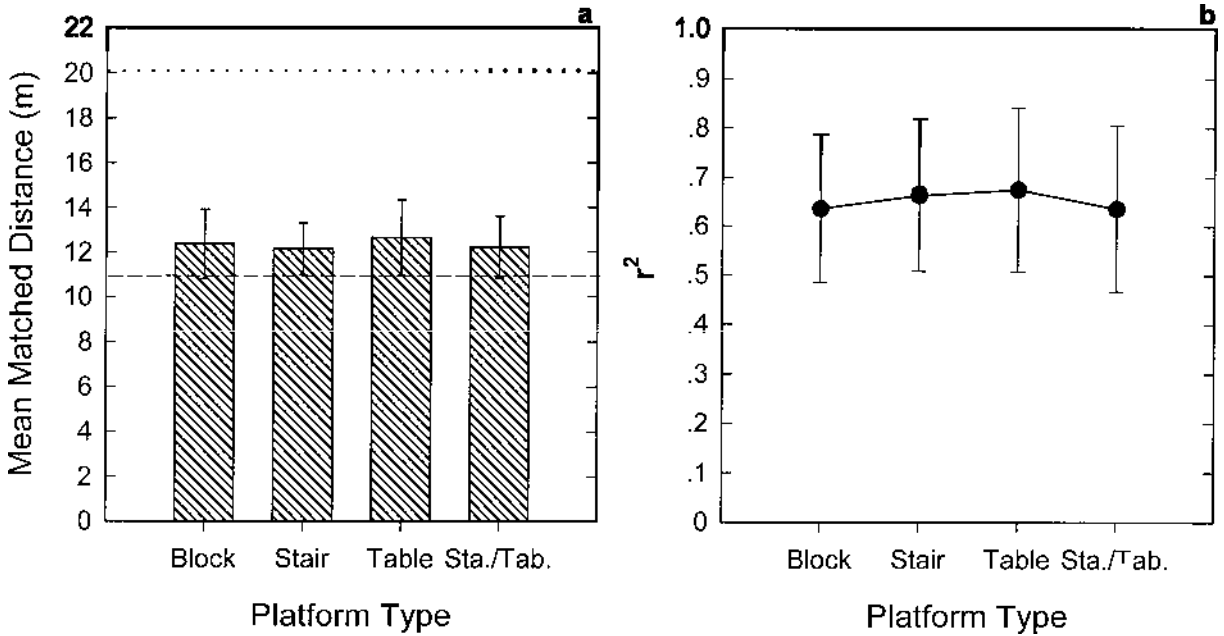 a
22
20
18
16
14
12
10
8
6
4
2
0
Mean Matched Distance (m)
Block Stair Table Sta./Tab.
Platform Type
b
1.0
.9
.8
.7
.6
.5
.4
.3
.2
.1
0
r²
Block Stair Table Sta./Tab.
Platform Type